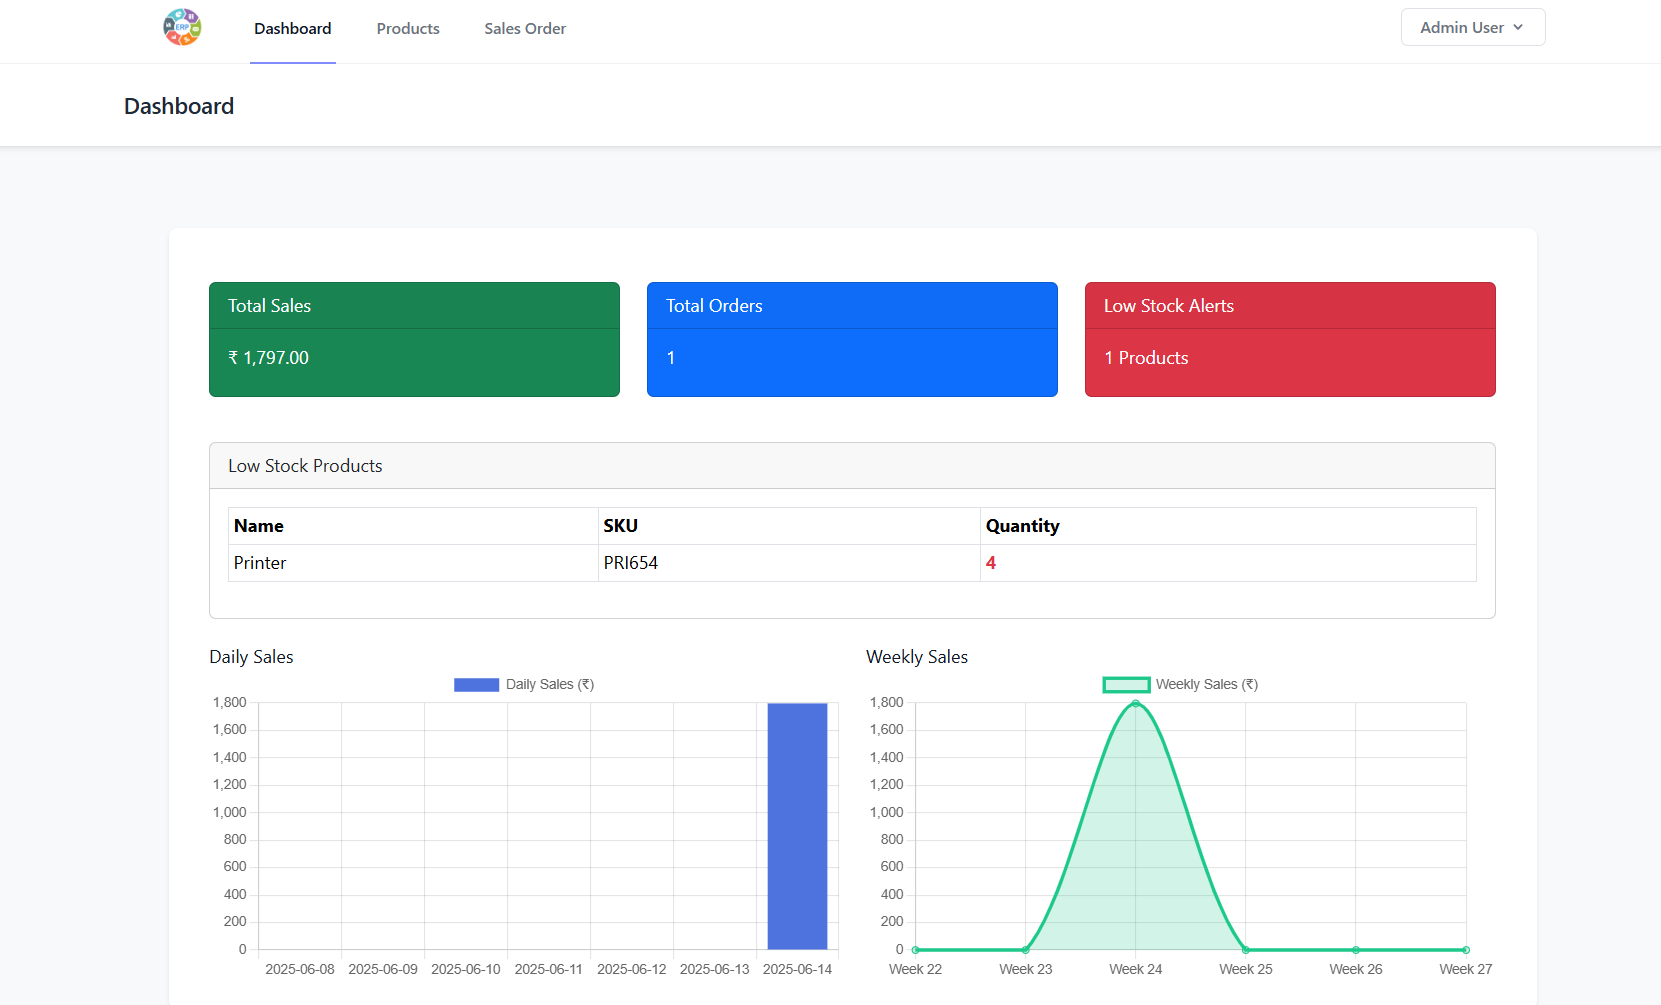 ERP
Dashboard Products Sales Order Admin User
Dashboard
Total Sales Total Orders Low Stock Alerts
₹ 1,797.00 1 1 Products
Low Stock Products
Name SKU Quantity
Printer PRI654 4
Daily Sales
Daily Sales (₹)
1,800
1,600
1,400
1,200
1,000
800
600
400
200
0
2025-06-08 2025-06-09 2025-06-10 2025-06-11 2025-06-12 2025-06-13 2025-06-14
Weekly Sales
Weekly Sales (₹)
1,800
1,600
1,400
1,200
1,000
800
600
400
200
0
Week 22 Week 23 Week 24 Week 25 Week 26 Week 27